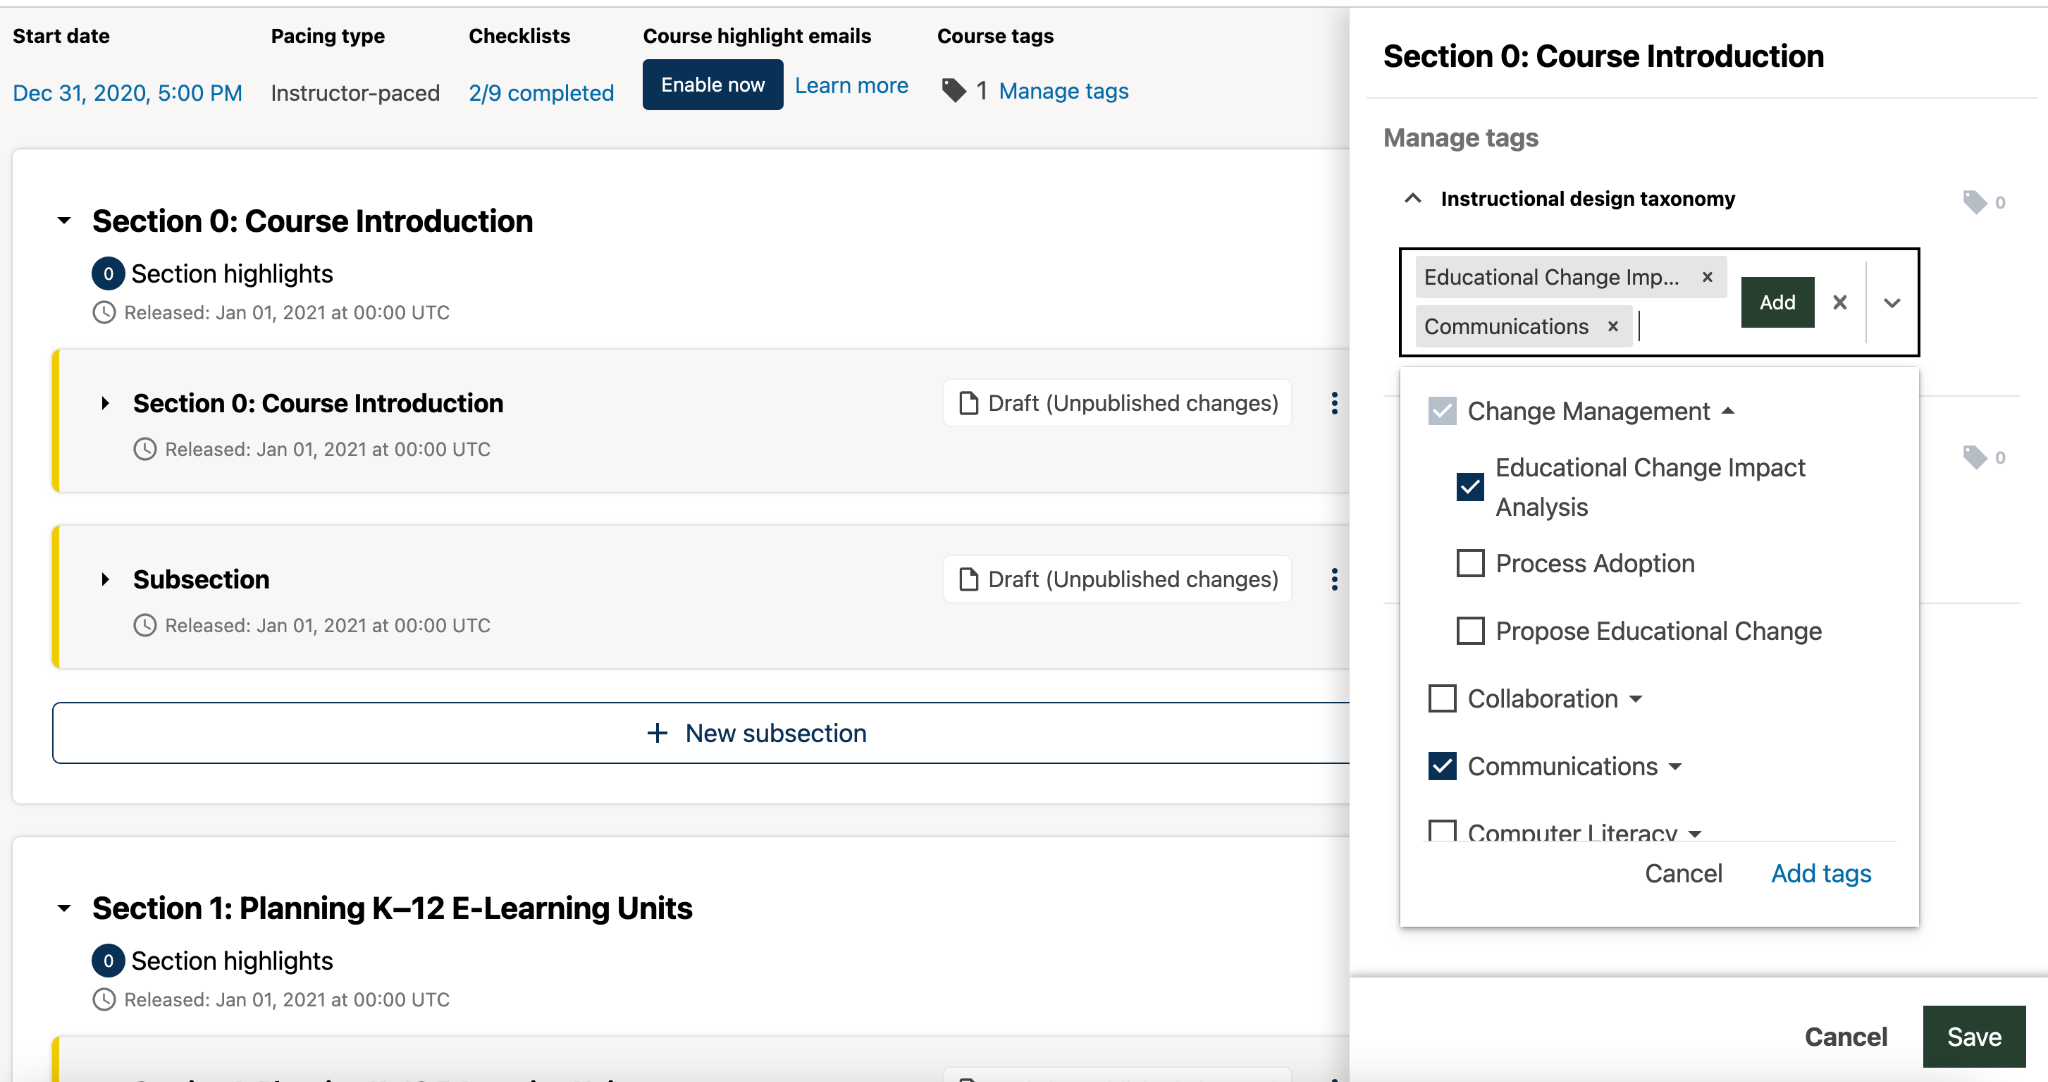 Start date
Pacing type
Checklists
Course highlight emails
Course tags
Dec 31, 2020, 5:00 PM
Instructor-paced
2/9 completed
Enable now
Learn more
1 Manage tags
Section 0: Course Introduction
0 Section highlights
Released: Jan 01, 2021 at 00:00 UTC
Section 0: Course Introduction
Draft (Unpublished changes)
Released: Jan 01, 2021 at 00:00 UTC
Subsection
Draft (Unpublished changes)
Released: Jan 01, 2021 at 00:00 UTC
+ New subsection
Section 1: Planning K–12 E-Learning Units
0 Section highlights
Released: Jan 01, 2021 at 00:00 UTC
Section 0: Course Introduction
Manage tags
Instructional design taxonomy
0
Educational Change Imp... ×
Communications ×
Add
×
Change Management
Educational Change Impact
Analysis
Process Adoption
Propose Educational Change
Collaboration
Communications
Computer Literacy
Cancel
Add tags
0
Cancel
Save